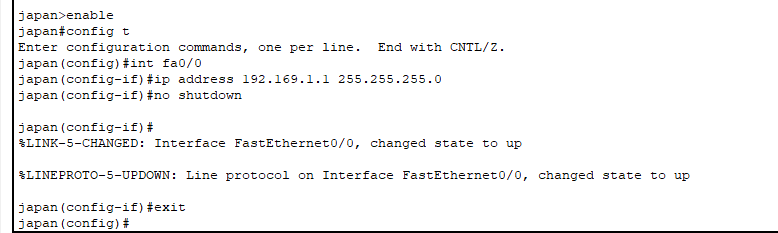 japan>enable
japan#config t
Enter configuration commands, one per line.  End with CNTL/Z.
japan(config)#int fa0/0
japan(config-if)#ip address 192.169.1.1 255.255.255.0
japan(config-if)#no shutdown
japan(config-if)#
%LINK-5-CHANGED: Interface FastEthernet0/0, changed state to up
%LINEPROTO-5-UPDOWN: Line protocol on Interface FastEthernet0/0, changed state to up
japan(config-if)#exit
japan(config)#